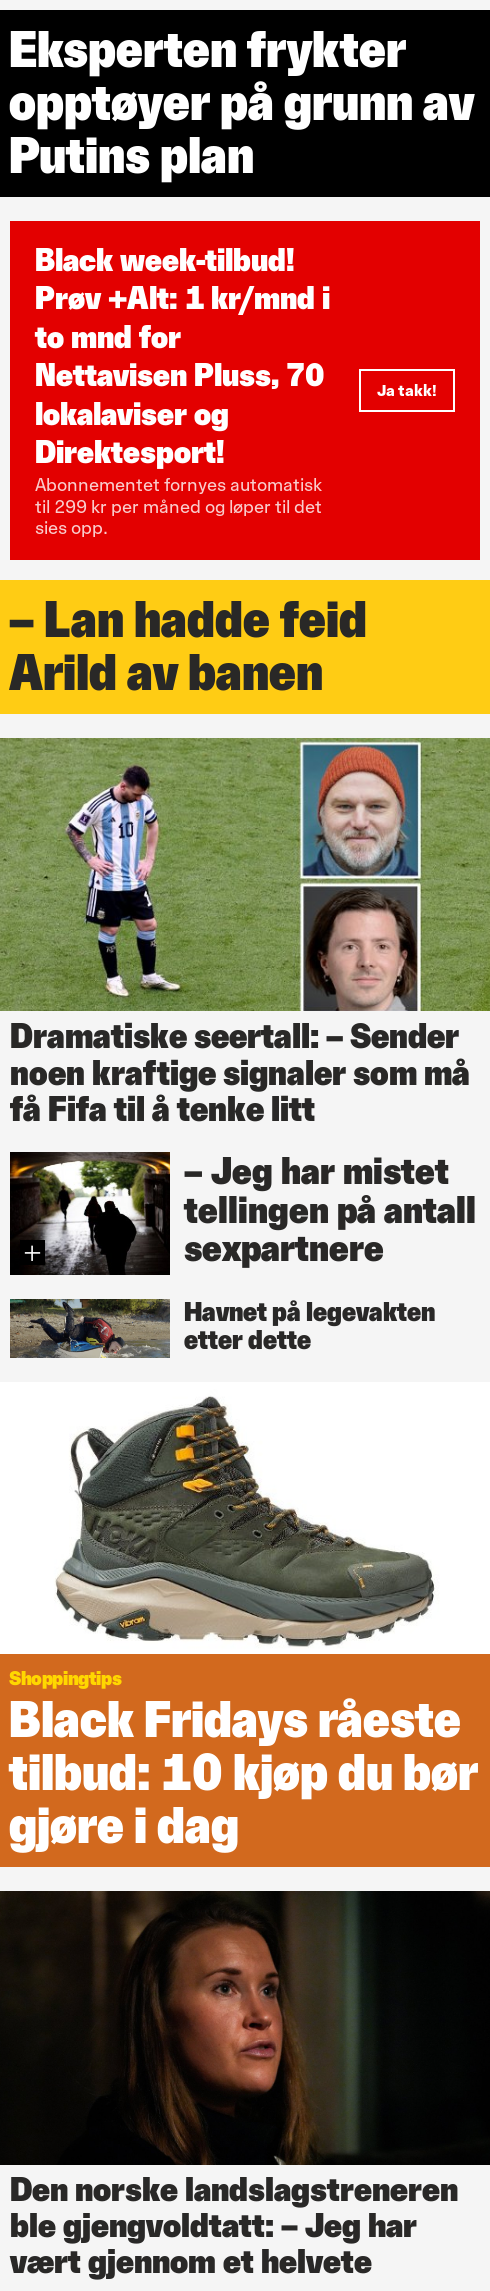 Eksperten frykter
opptøyer på grunn av
Putins plan
Black week-tilbud!
Prøv +Alt: 1 kr/mnd i
to mnd for
Nettavisen Pluss, 70
lokalaviser og
Direktesport!
Ja takk!
Abonnementet fornyes automatisk
til 299 kr per måned og løper til det
sies opp.
– Lan hadde feid
Arild av banen
10
Dramatiske seertall: – Sender
noen kraftige signaler som må
få Fifa til å tenke litt
– Jeg har mistet
tellingen på antall
sexpartnere
Havnet på legevakten
etter dette
HOKA
vibram
Shoppingtips
Black Fridays råeste
tilbud: 10 kjøp du bør
gjøre i dag
Den norske landslagstreneren
ble gjengvoldtatt: – Jeg har
vært gjennom et helvete